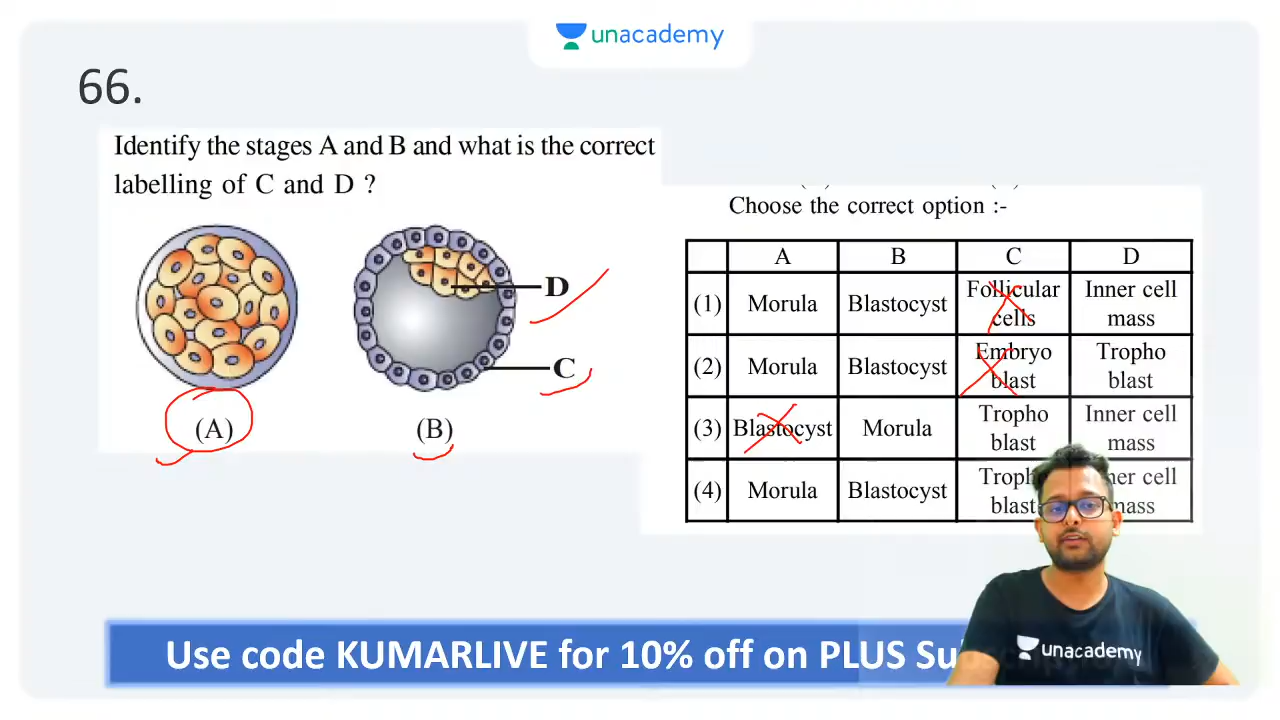 unacademy
66.
Identify the stages A and B and what is the correct
labelling of C and D ?
D
C
(A)
(B)
Choose the correct option :-
A B C D
(1) Morula Blastocyst Follicular cells Inner cell mass
(2) Morula Blastocyst Embryo blast Tropho blast
(3) Blastocyst Morula Tropho blast Inner cell mass
(4) Morula Blastocyst cell mass
Use code KUMARLIVE for 10% off on PLUS
unacademy